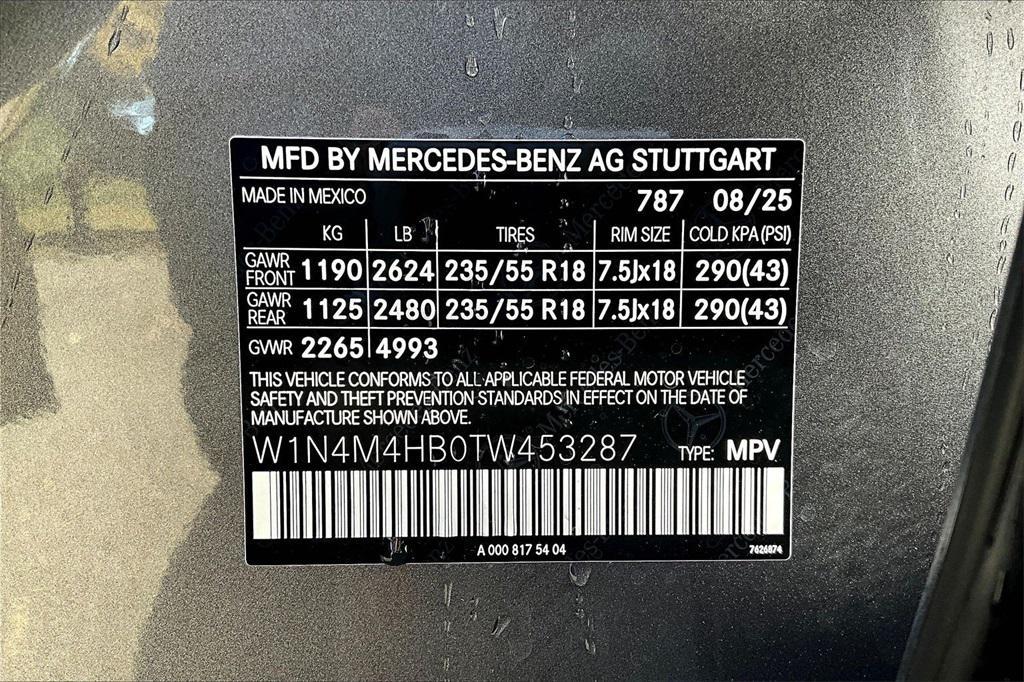 MFD BY MERCEDES-BENZ AG STUTTGART
MADE IN MEXICO 787 08/25
KG LB TIRES RIM SIZE COLD KPA (PSI)
GAWR FRONT 1190 2624 235/55 R18 7.5Jx18 290(43)
GAWR REAR 1125 2480 235/55 R18 7.5Jx18 290(43)
GVWR 2265 4993
THIS VEHICLE CONFORMS TO ALL APPLICABLE FEDERAL MOTOR VEHICLE
SAFETY AND THEFT PREVENTION STANDARDS IN EFFECT ON THE DATE OF
MANUFACTURE SHOWN ABOVE.
W1N4M4HB0TW453287 TYPE: MPV
A 000 817 54 04 7626874